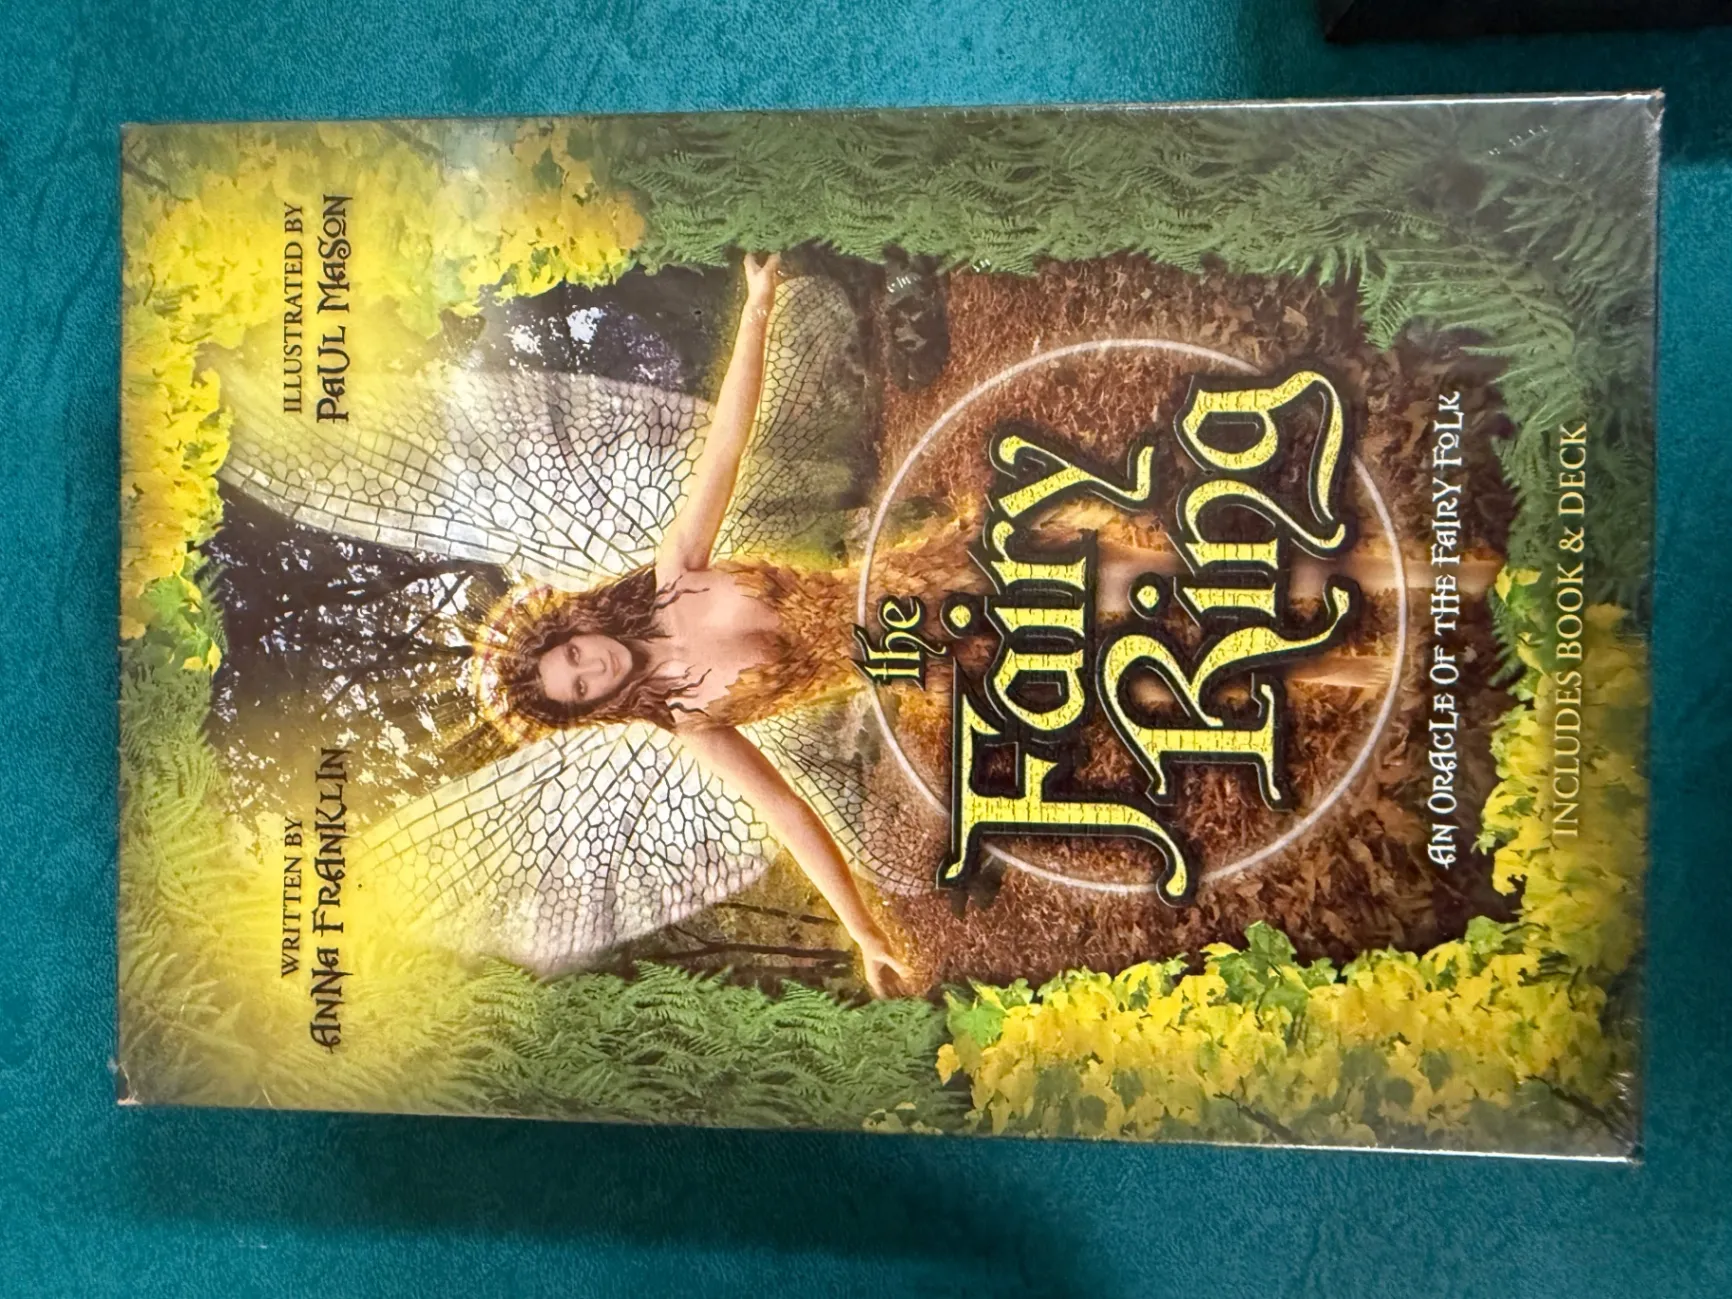 WRITTEN BY
ANNA FRANKLIN
ILLUSTRATED BY
PAUL MASON
the
Fairy
Ring
AN ORACLE OF THE FAIRY FOLK
INCLUDES BOOK & DECK